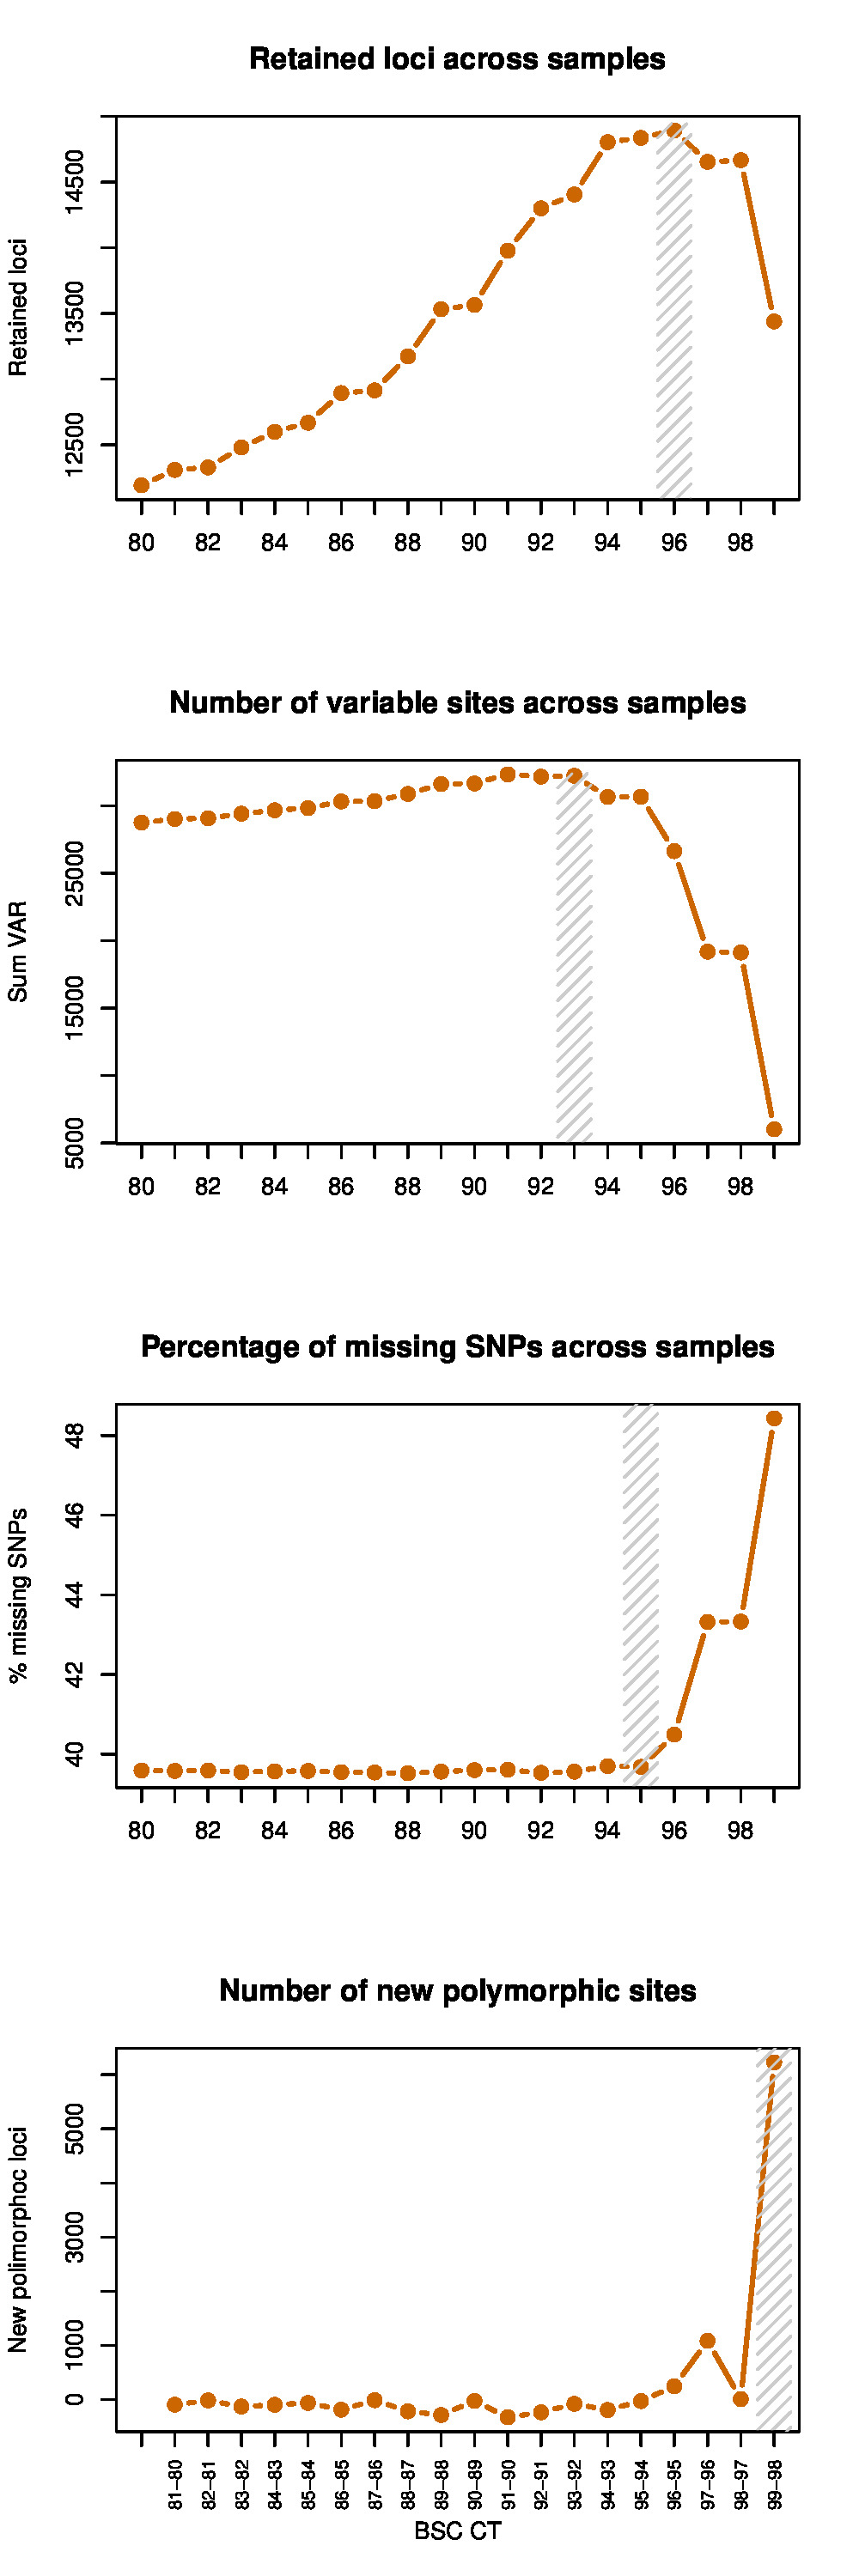 Retained loci across samples
Retained loci
14500
13500
12500
80 82 84 86 88 90 92 94 96 98
Number of variable sites across samples
Sum VAR
25000
15000
5000
80 82 84 86 88 90 92 94 96 98
Percentage of missing SNPs across samples
% missing SNPs
48
46
44
42
40
80 82 84 86 88 90 92 94 96 98
Number of new polymorphic sites
New polimorphoc loci
5000
3000
1000
0
81−80 82−81 83−82 84−83 85−84 86−85 87−86 88−87 89−88 90−89 91−90 92−91 93−92 94−93 95−94 96−95 97−96 98−97 99−98
BSC CT